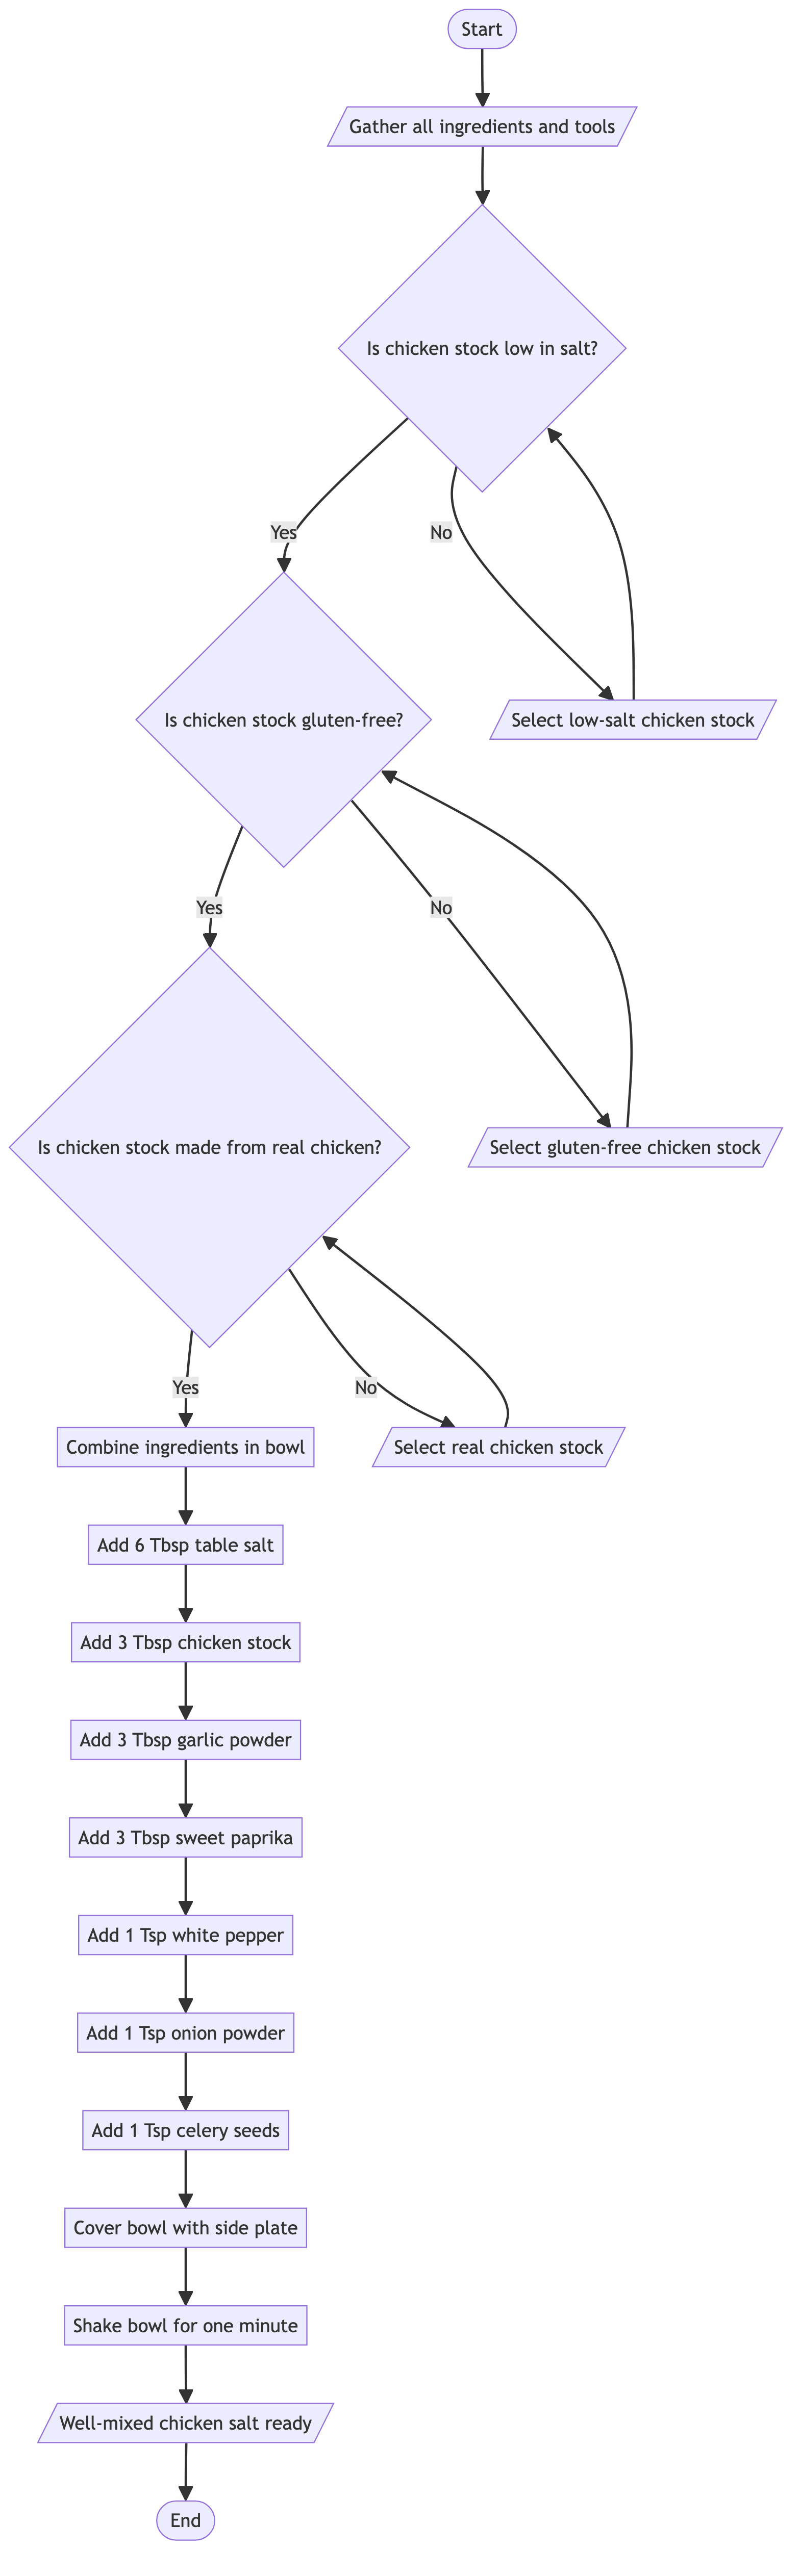 Start
Gather all ingredients and tools
Is chicken stock low in salt?
Yes
No
Is chicken stock gluten-free?
Select low-salt chicken stock
Yes
No
Is chicken stock made from real chicken?
Select gluten-free chicken stock
Yes
No
Combine ingredients in bowl
Select real chicken stock
Add 6 Tbsp table salt
Add 3 Tbsp chicken stock
Add 3 Tbsp garlic powder
Add 3 Tbsp sweet paprika
Add 1 Tsp white pepper
Add 1 Tsp onion powder
Add 1 Tsp celery seeds
Cover bowl with side plate
Shake bowl for one minute
Well-mixed chicken salt ready
End